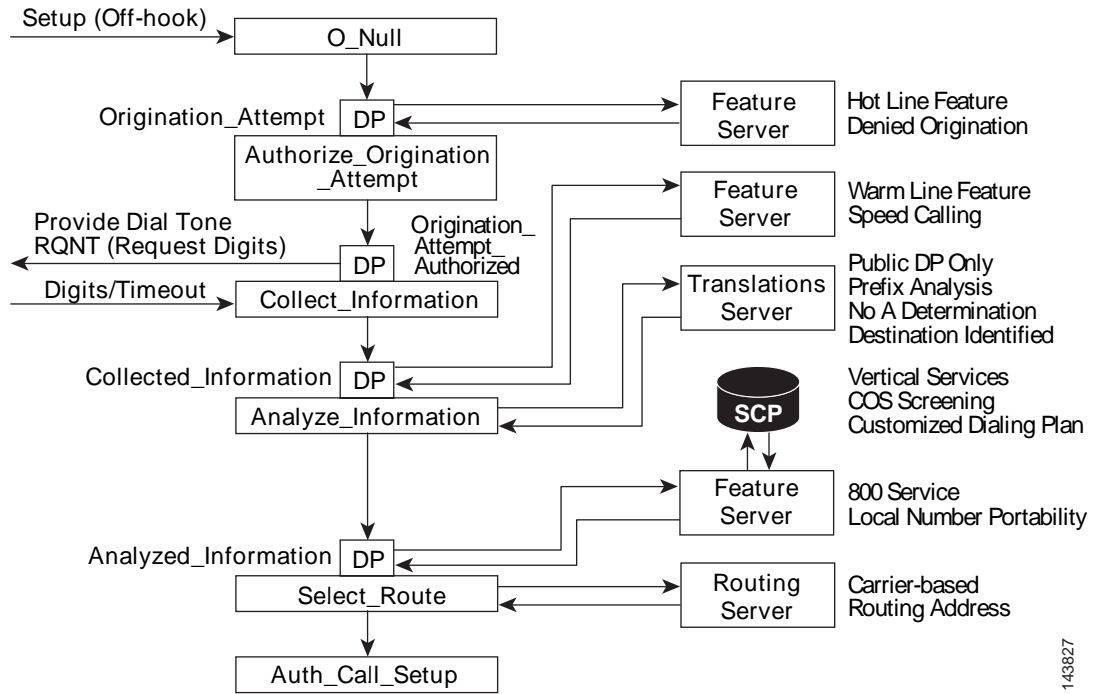 Setup (Off-hook)
O_Null
Origination_Attempt
DP
Feature
Server
Hot Line Feature
Denied Origination
Authorize_Origination
_Attempt
Feature
Server
Warm Line Feature
Speed Calling
Provide Dial Tone
RQNT (Request Digits)
Origination_
Attempt_
Authorized
DP
Digits/Timeout
Collect_Information
Translations
Server
Public DP Only
Prefix Analysis
No A Determination
Destination Identified
Collected_Information
DP
Analyze_Information
SCP
Vertical Services
COS Screening
Customized Dialing Plan
Feature
Server
800 Service
Local Number Portability
Analyzed_Information
DP
Select_Route
Routing
Server
Carrier-based
Routing Address
Auth_Call_Setup
143827